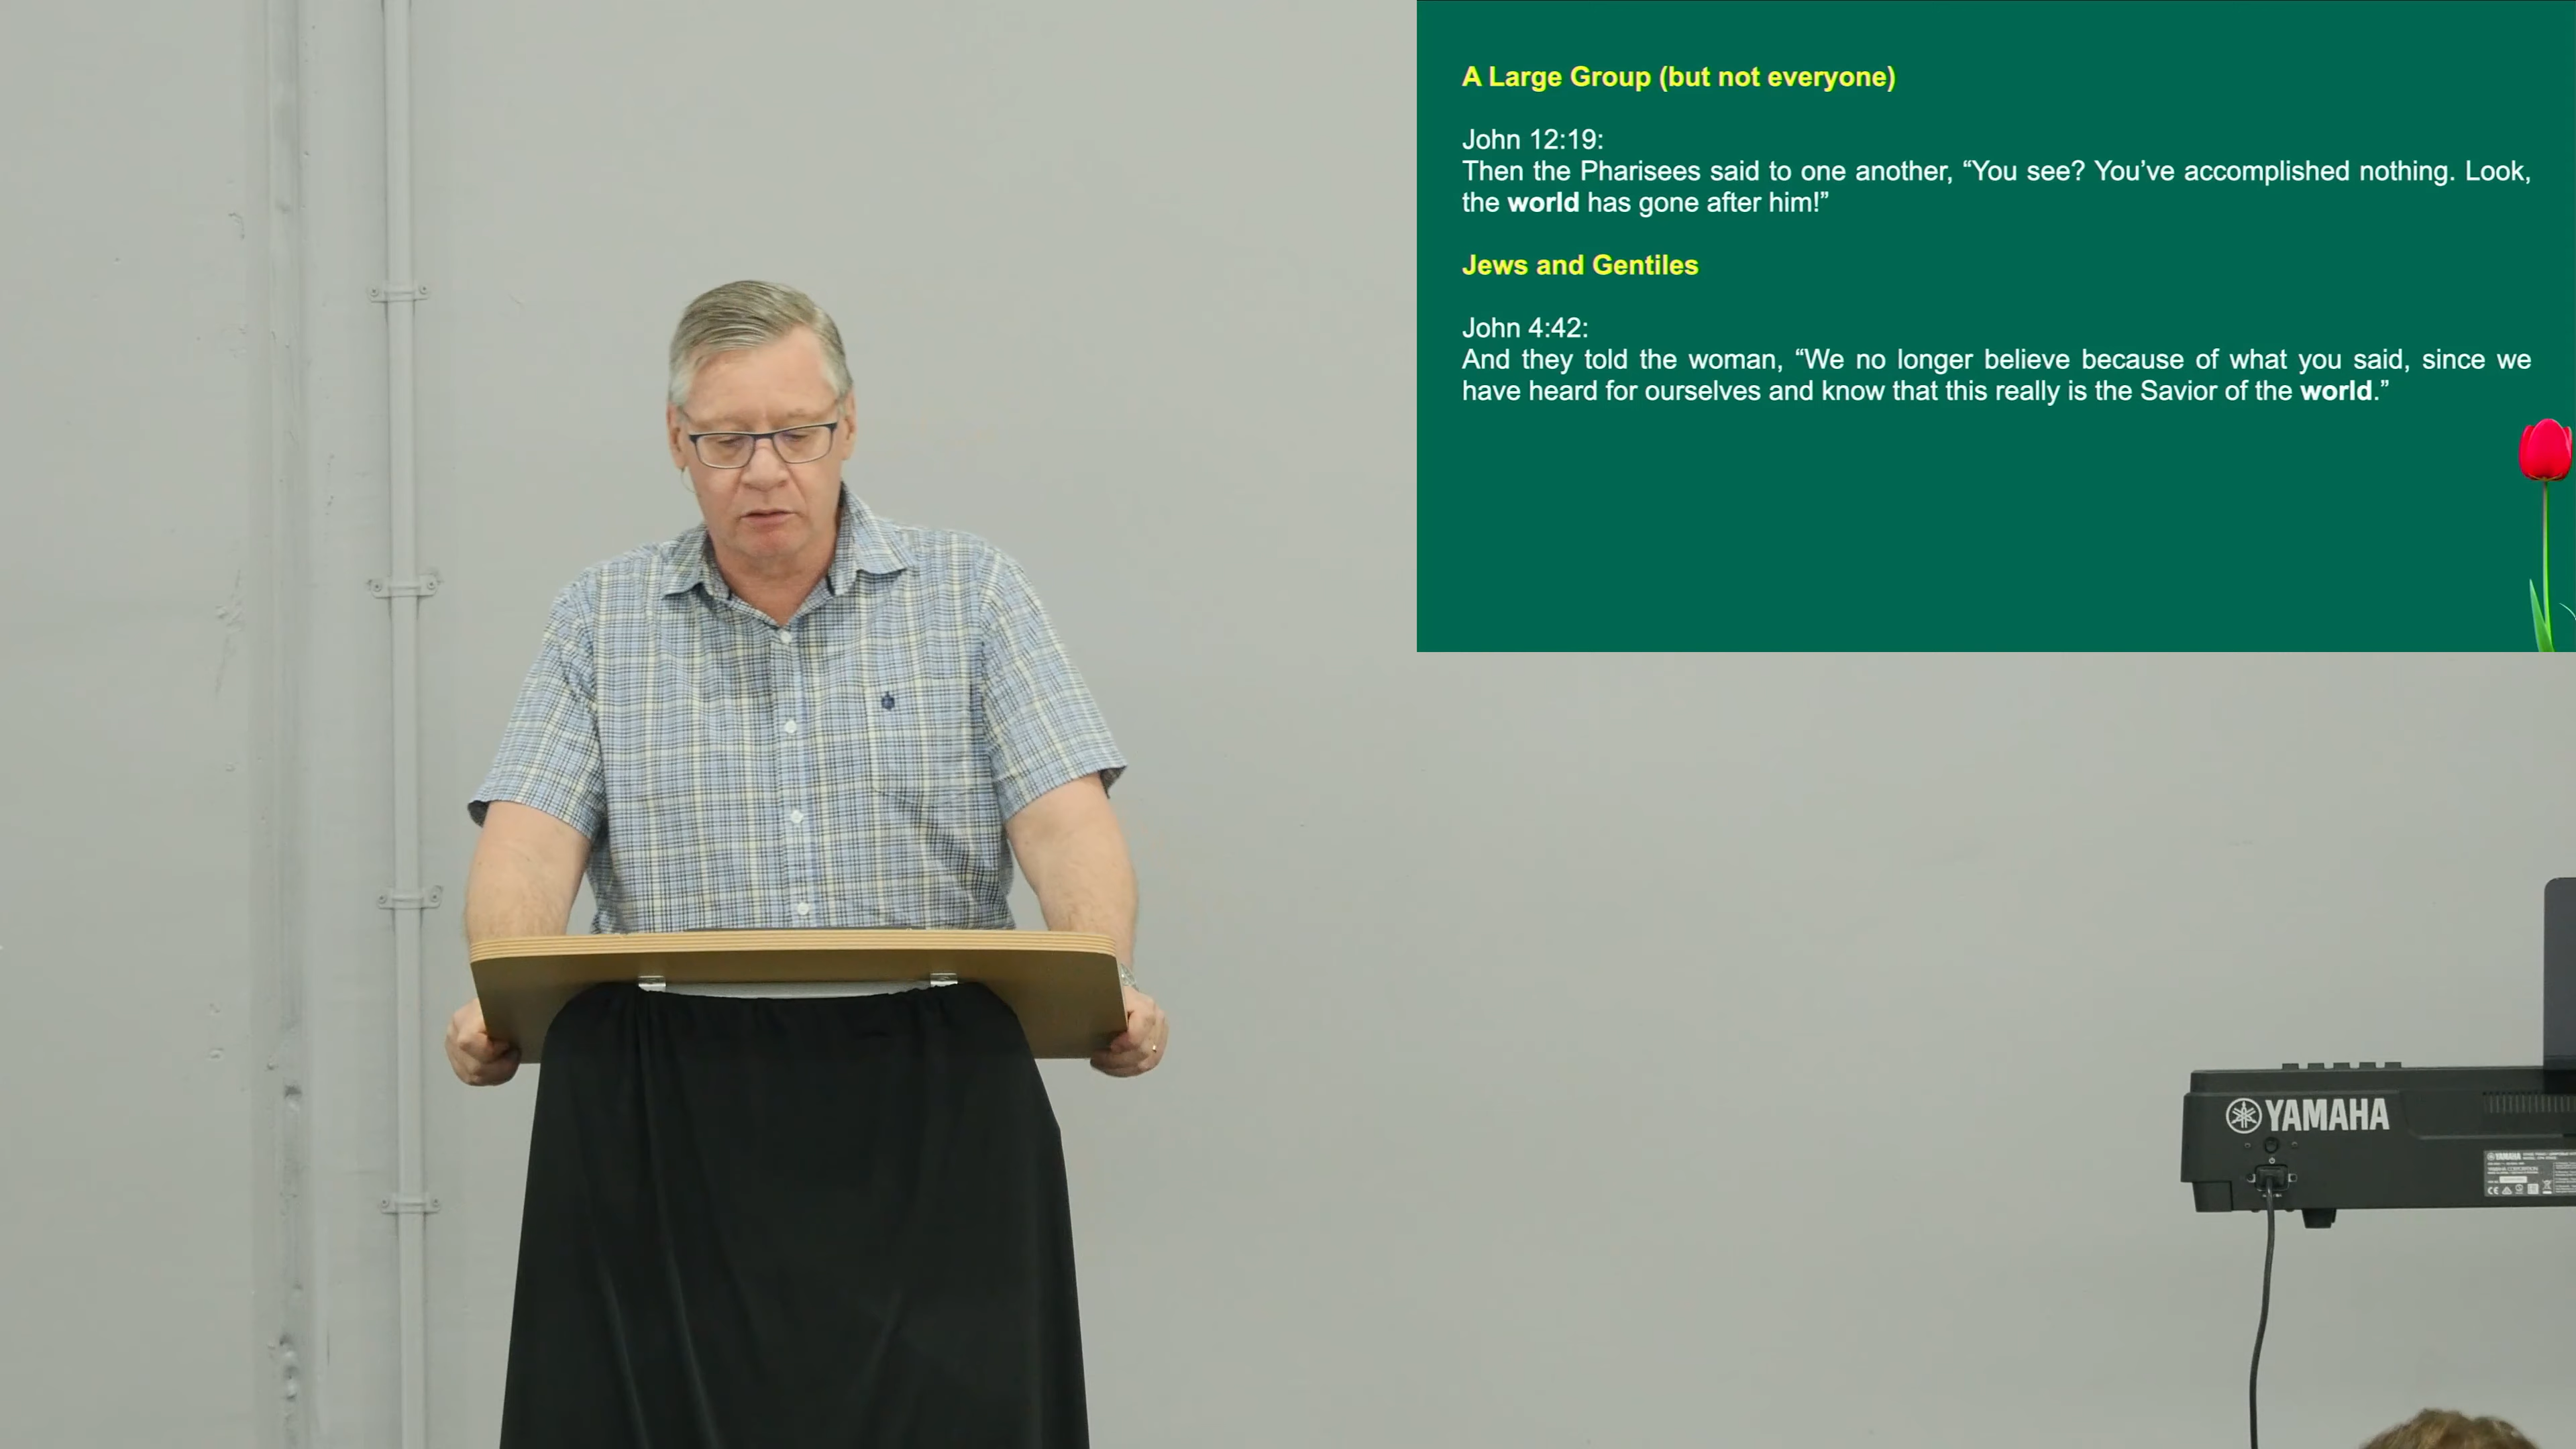 A Large Group (but not everyone)
John 12:19:
Then the Pharisees said to one another, “You see? You’ve accomplished nothing. Look,
the world has gone after him!”
Jews and Gentiles
John 4:42:
And they told the woman, “We no longer believe because of what you said, since we
have heard for ourselves and know that this really is the Savior of the world.”
YAMAHA
YAMAHA